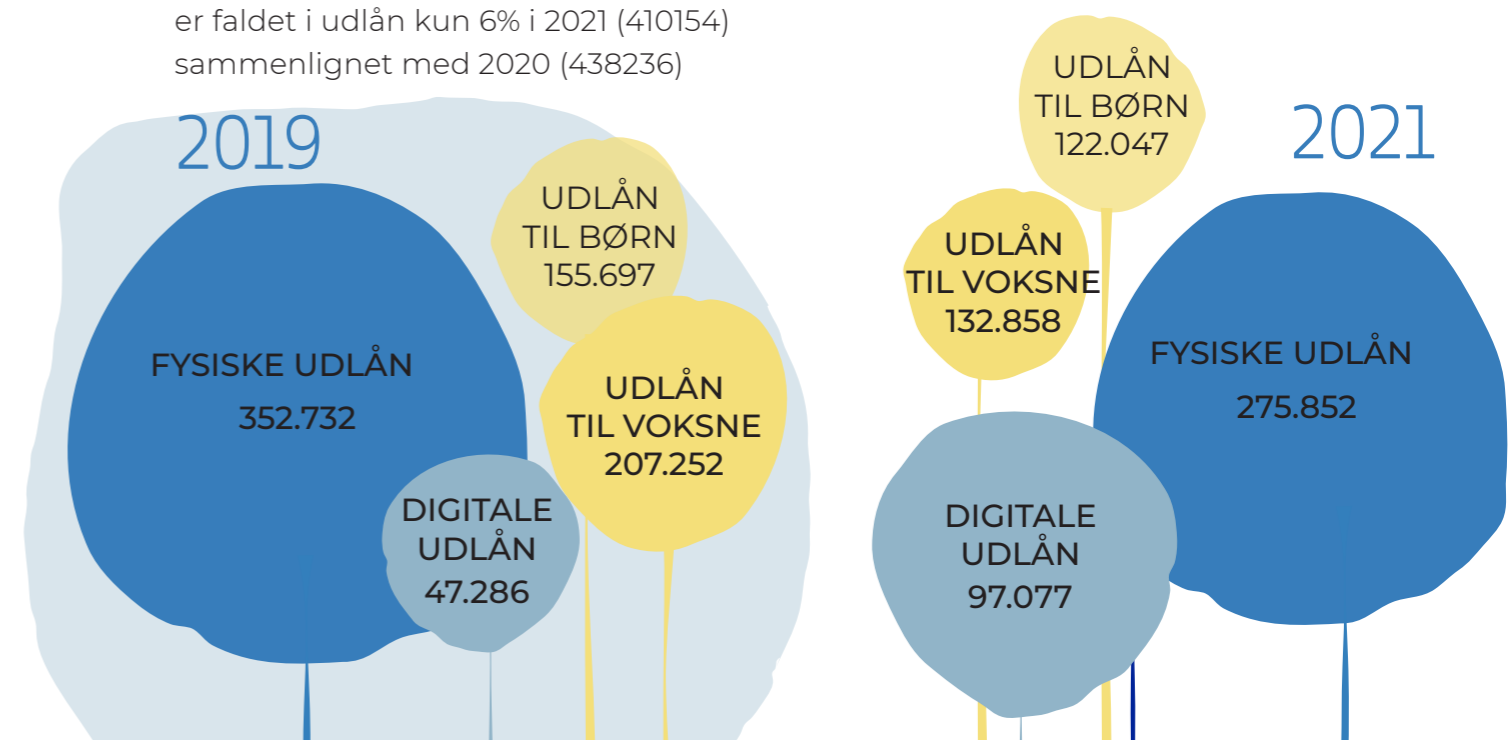 er faldet i udlån kun 6% i 2021 (410154)
sammenlignet med 2020 (438236)
2019
UDLÅN
TIL BØRN
155.697
FYSISKE UDLÅN
352.732
UDLÅN
TIL VOKSNE
207.252
DIGITALE
UDLÅN
47.286
2021
UDLÅN
TIL BØRN
122.047
UDLÅN
TIL VOKSNE
132.858
FYSISKE UDLÅN
275.852
DIGITALE
UDLÅN
97.077